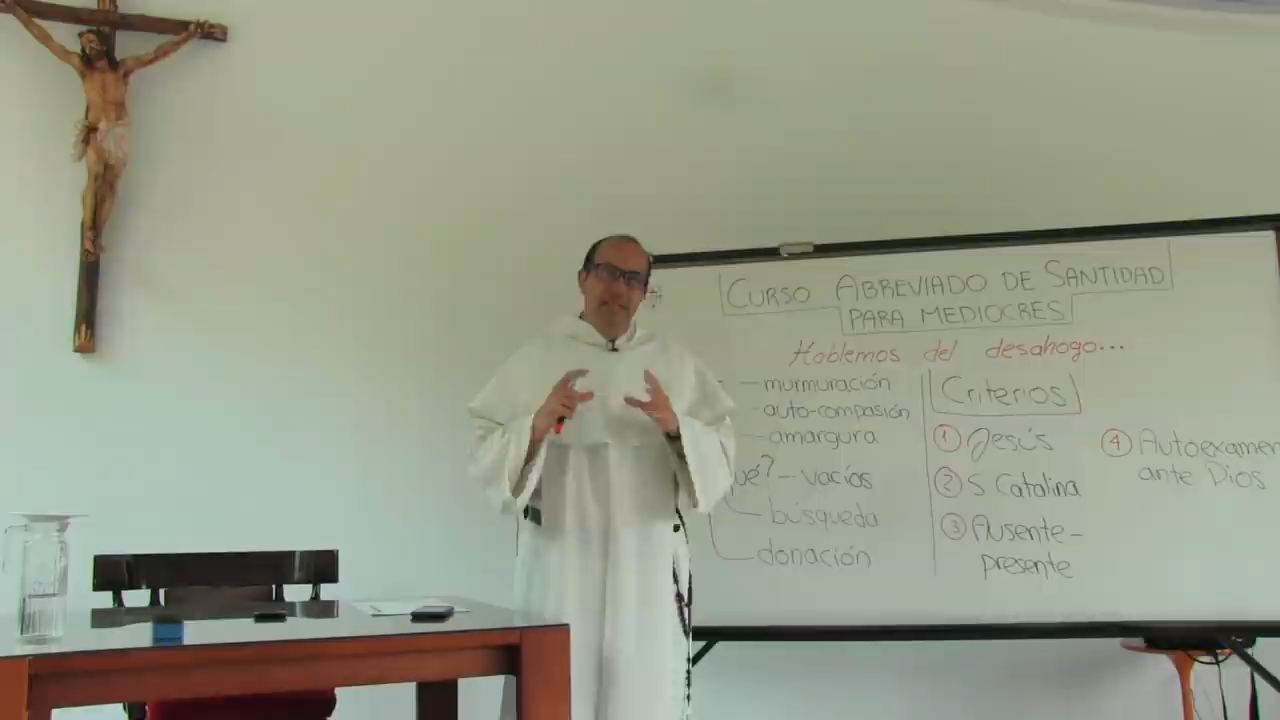 CURSO ABREVIADO DE SANTIDAD
PARA MEDIOCRES
Hablemos del desahogo...
- murmuración
- auto-compasión
- amargura
ué? - vacíos
búsqueda
donación
Criterios
① Jesús
② S Catalina
③ Ausente-
presente
④ Autoexamen
ante Dios